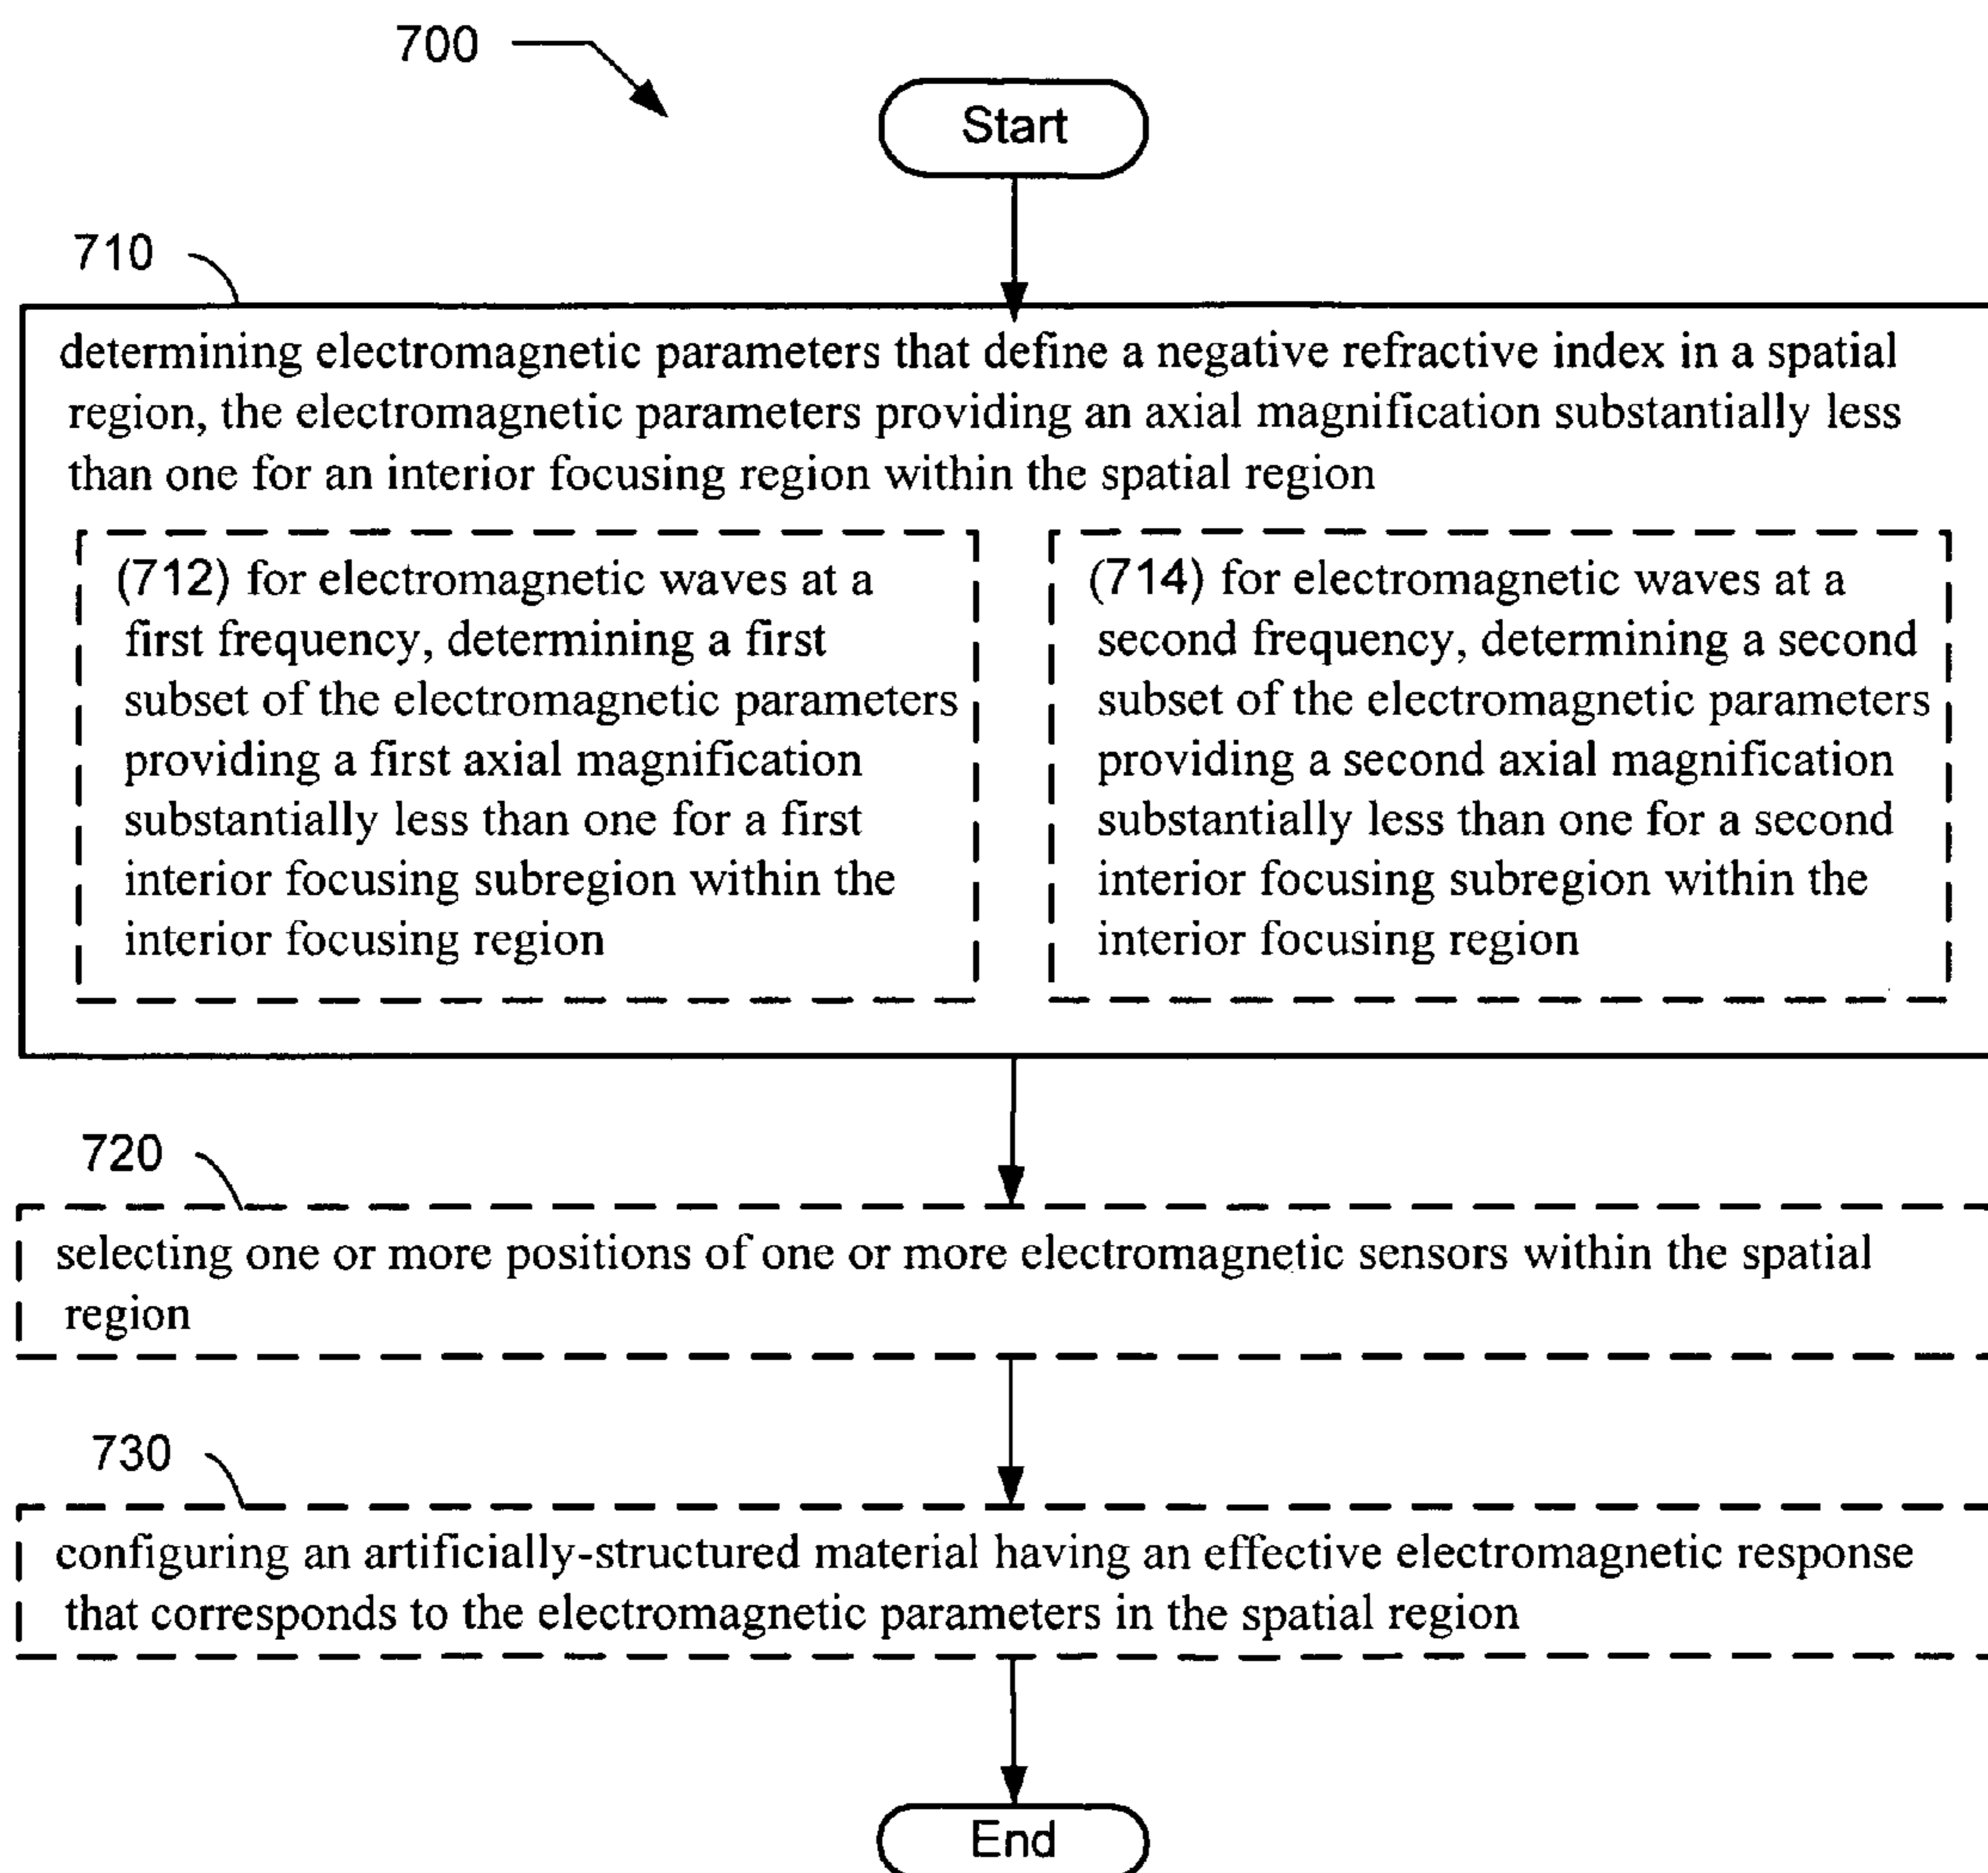 700
Start
710
determining electromagnetic parameters that define a negative refractive index in a spatial
region, the electromagnetic parameters providing an axial magnification substantially less
than one for an interior focusing region within the spatial region
(712) for electromagnetic waves at a
first frequency, determining a first
subset of the electromagnetic parameters
providing a first axial magnification
substantially less than one for a first
interior focusing subregion within the
interior focusing region
(714) for electromagnetic waves at a
second frequency, determining a second
subset of the electromagnetic parameters
providing a second axial magnification
substantially less than one for a second
interior focusing subregion within the
interior focusing region
720
selecting one or more positions of one or more electromagnetic sensors within the spatial
region
730
configuring an artificially-structured material having an effective electromagnetic response
that corresponds to the electromagnetic parameters in the spatial region
End